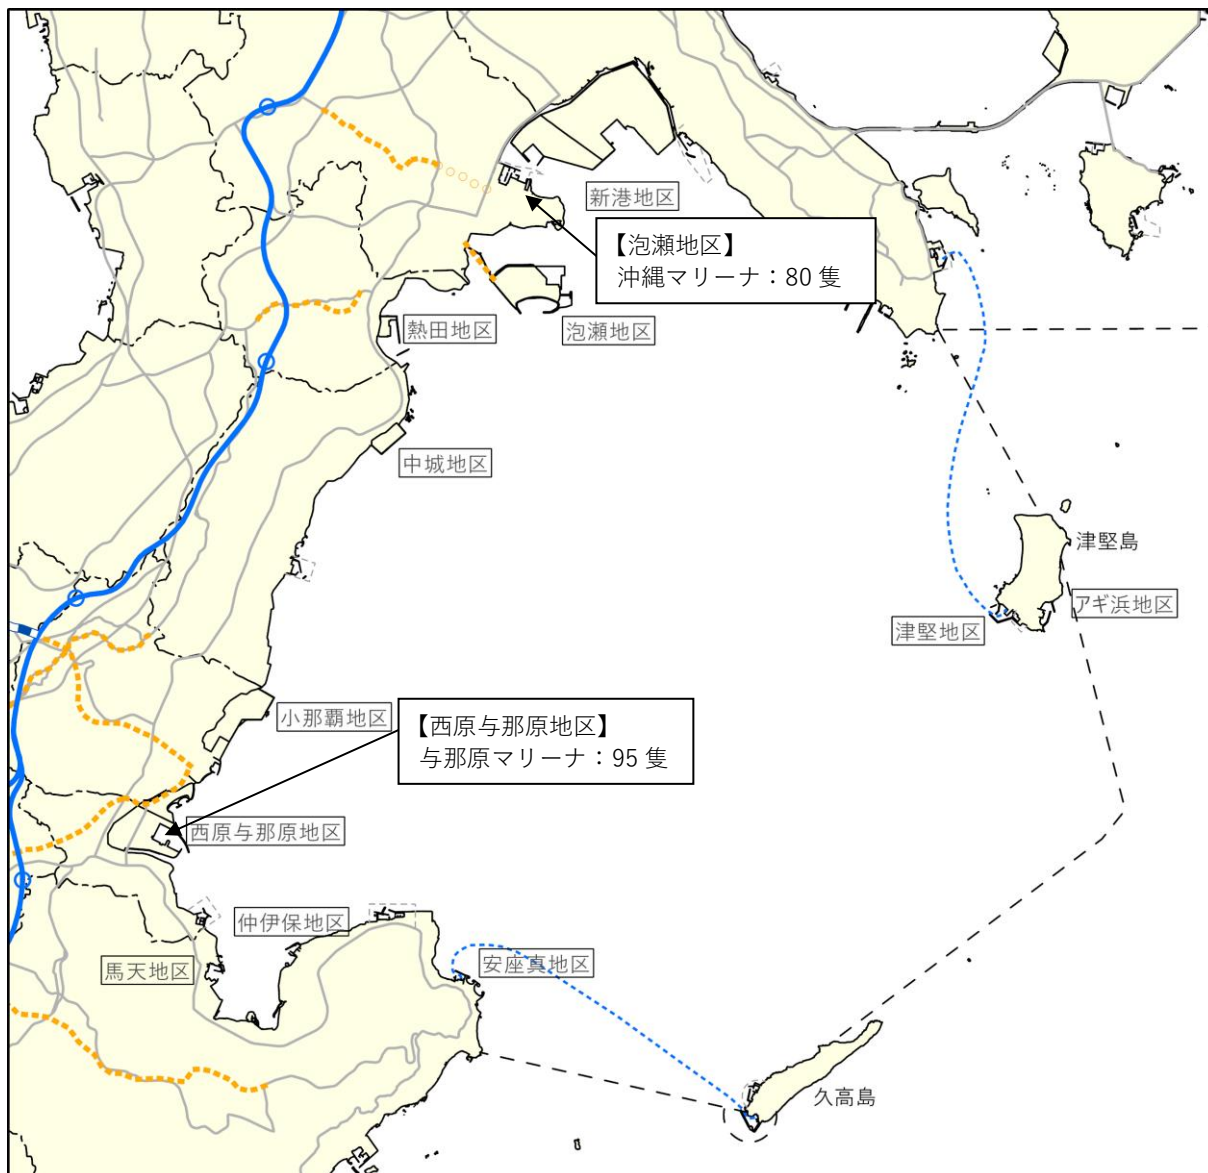 新港地区
【泡瀬地区】
沖縄マリーナ：80 隻
熱田地区
泡瀬地区
中城地区
津堅島
アギ浜地区
津堅地区
小那覇地区
【西原与那原地区】
与那原マリーナ：95 隻
西原与那原地区
仲伊保地区
馬天地区
安座真地区
久高島